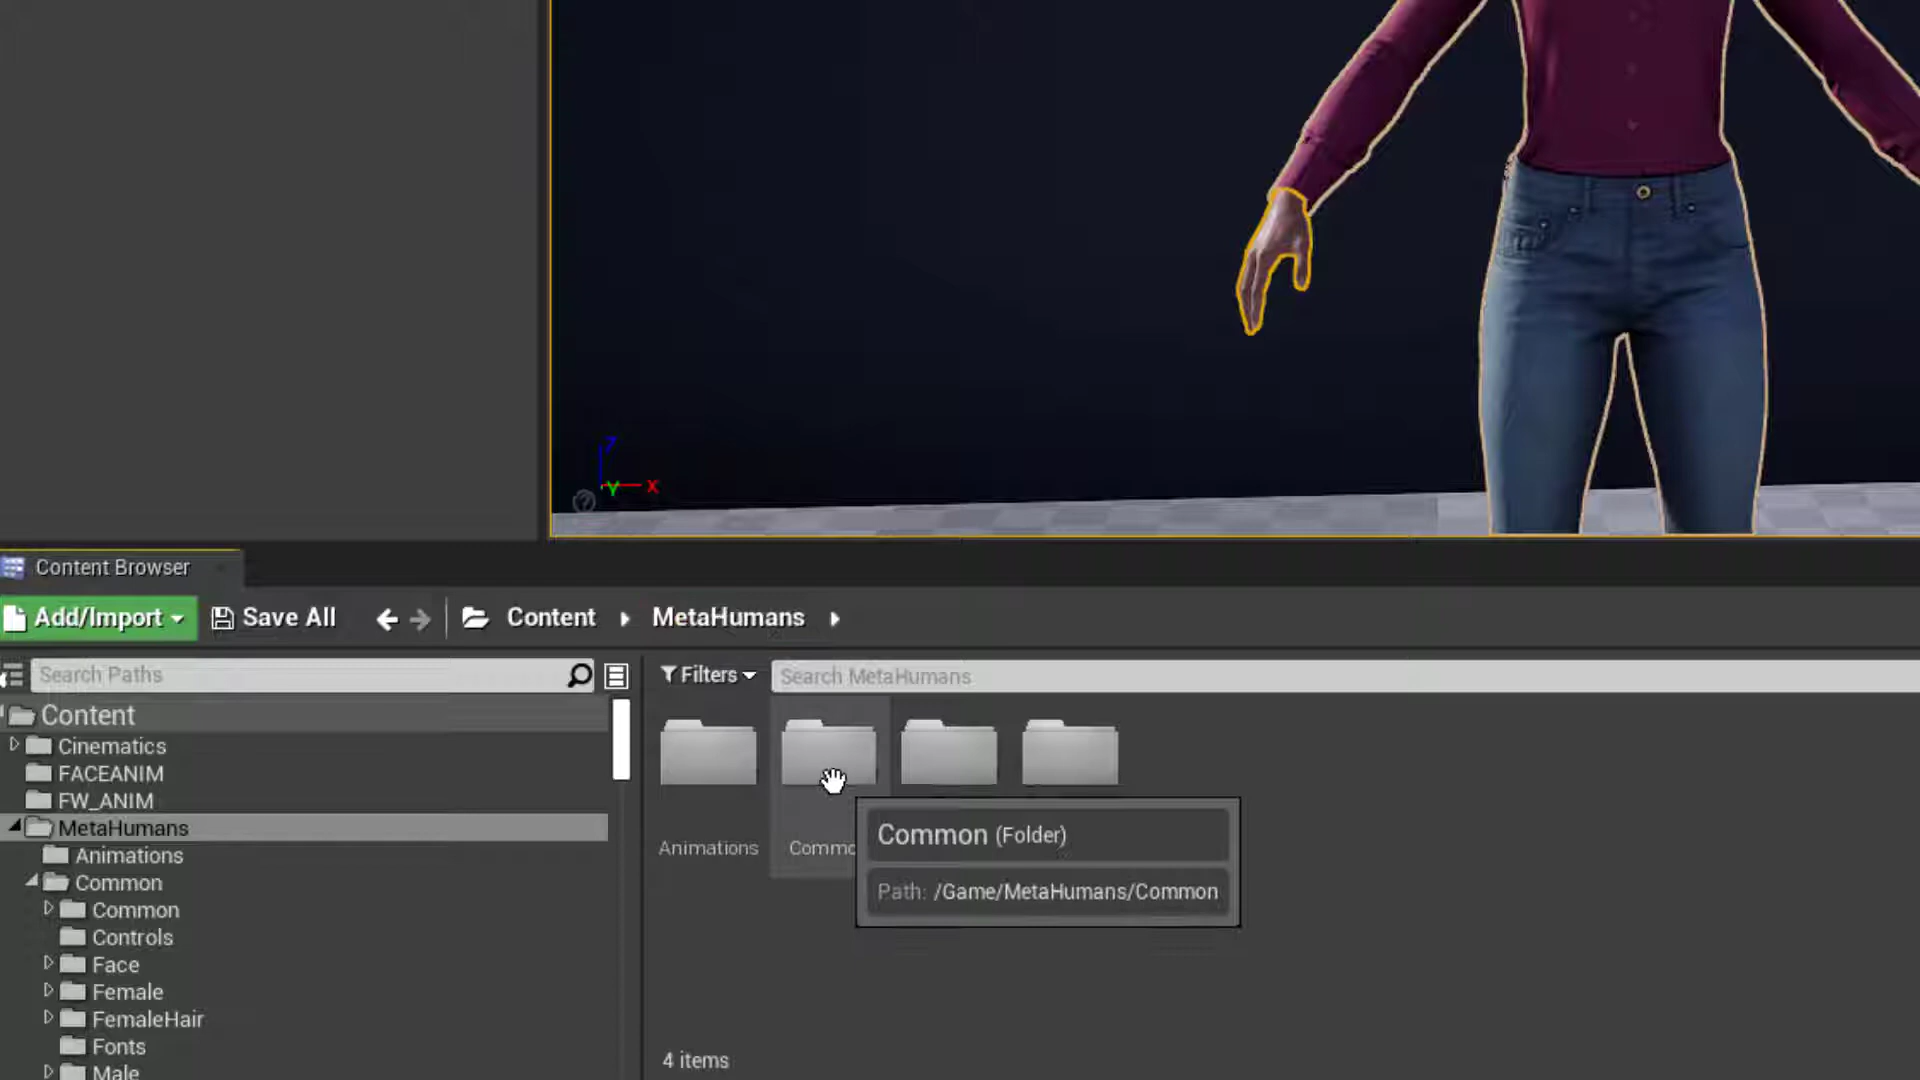 Z
Y X
Content Browser
Add/Import
Save All
Content
MetaHumans
Search Paths
Filters
Search MetaHumans
Content
Cinematics
FACEANIM
FW_ANIM
MetaHumans
Animations
Common
Common
Controls
Face
Female
FemaleHair
Fonts
Male
Animations
Commo
Common (Folder)
Path: /Game/MetaHumans/Common
4 items